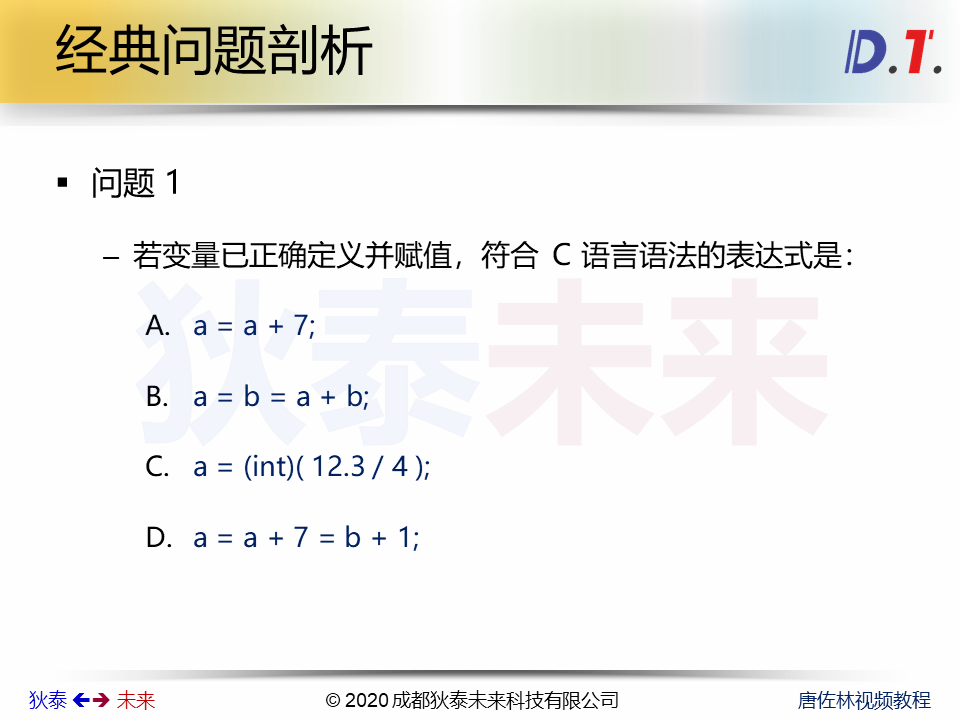 经典问题剖析
D.T.
▪ 问题 1
– 若变量已正确定义并赋值，符合 C 语言语法的表达式是：
狄泰未来
A. a = a + 7;
B. a = b = a + b;
C. a = (int)( 12.3 / 4 );
D. a = a + 7 = b + 1;
狄泰 🡸🡺 未来
© 2020 成都狄泰未来科技有限公司
唐佐林视频教程